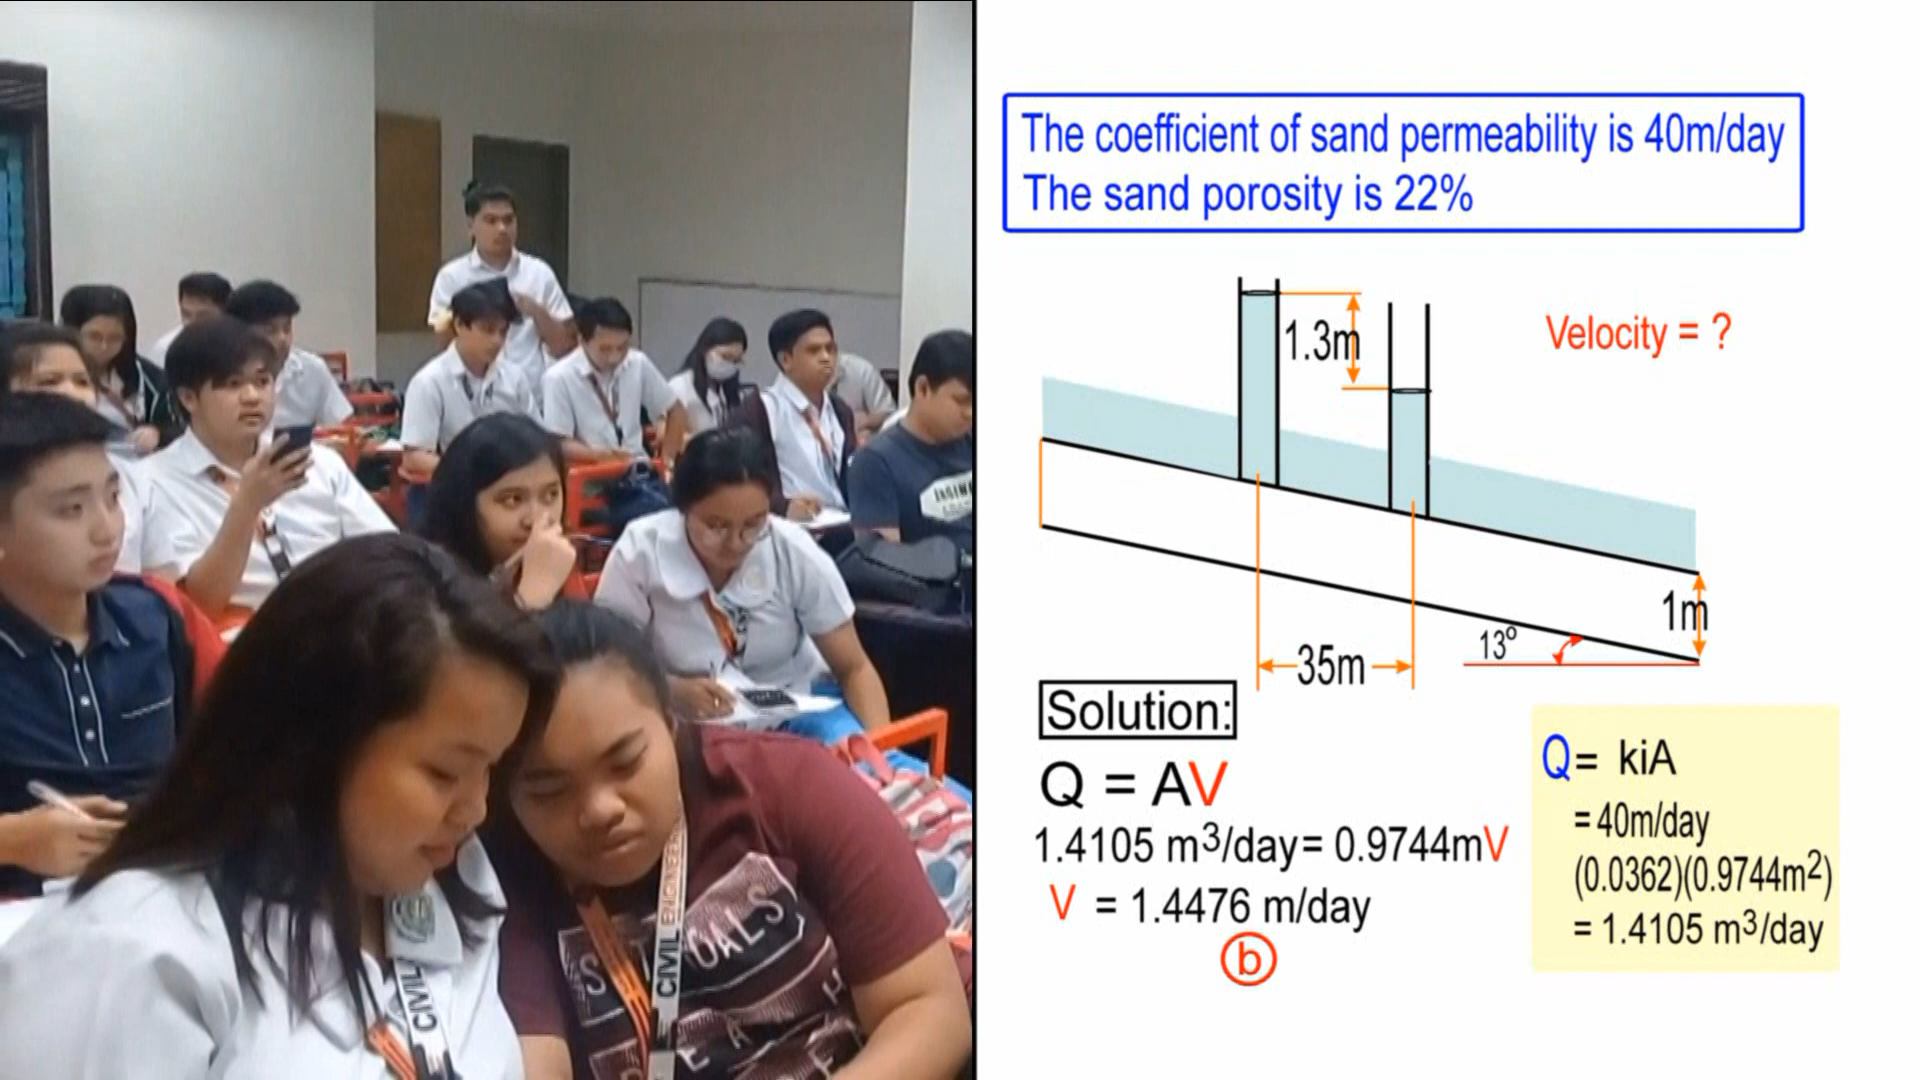 The coefficient of sand permeability is 40m/day
The sand porosity is 22%
1.3m
Velocity = ?
1m
13°
35m
Solution:
Q = AV
1.4105 m³/day = 0.9744mV
V = 1.4476 m/day
b
Q = kiA
= 40m/day
(0.0362)(0.9744m²)
= 1.4105 m³/day
CIVIL ENGINEERING
CIVIL